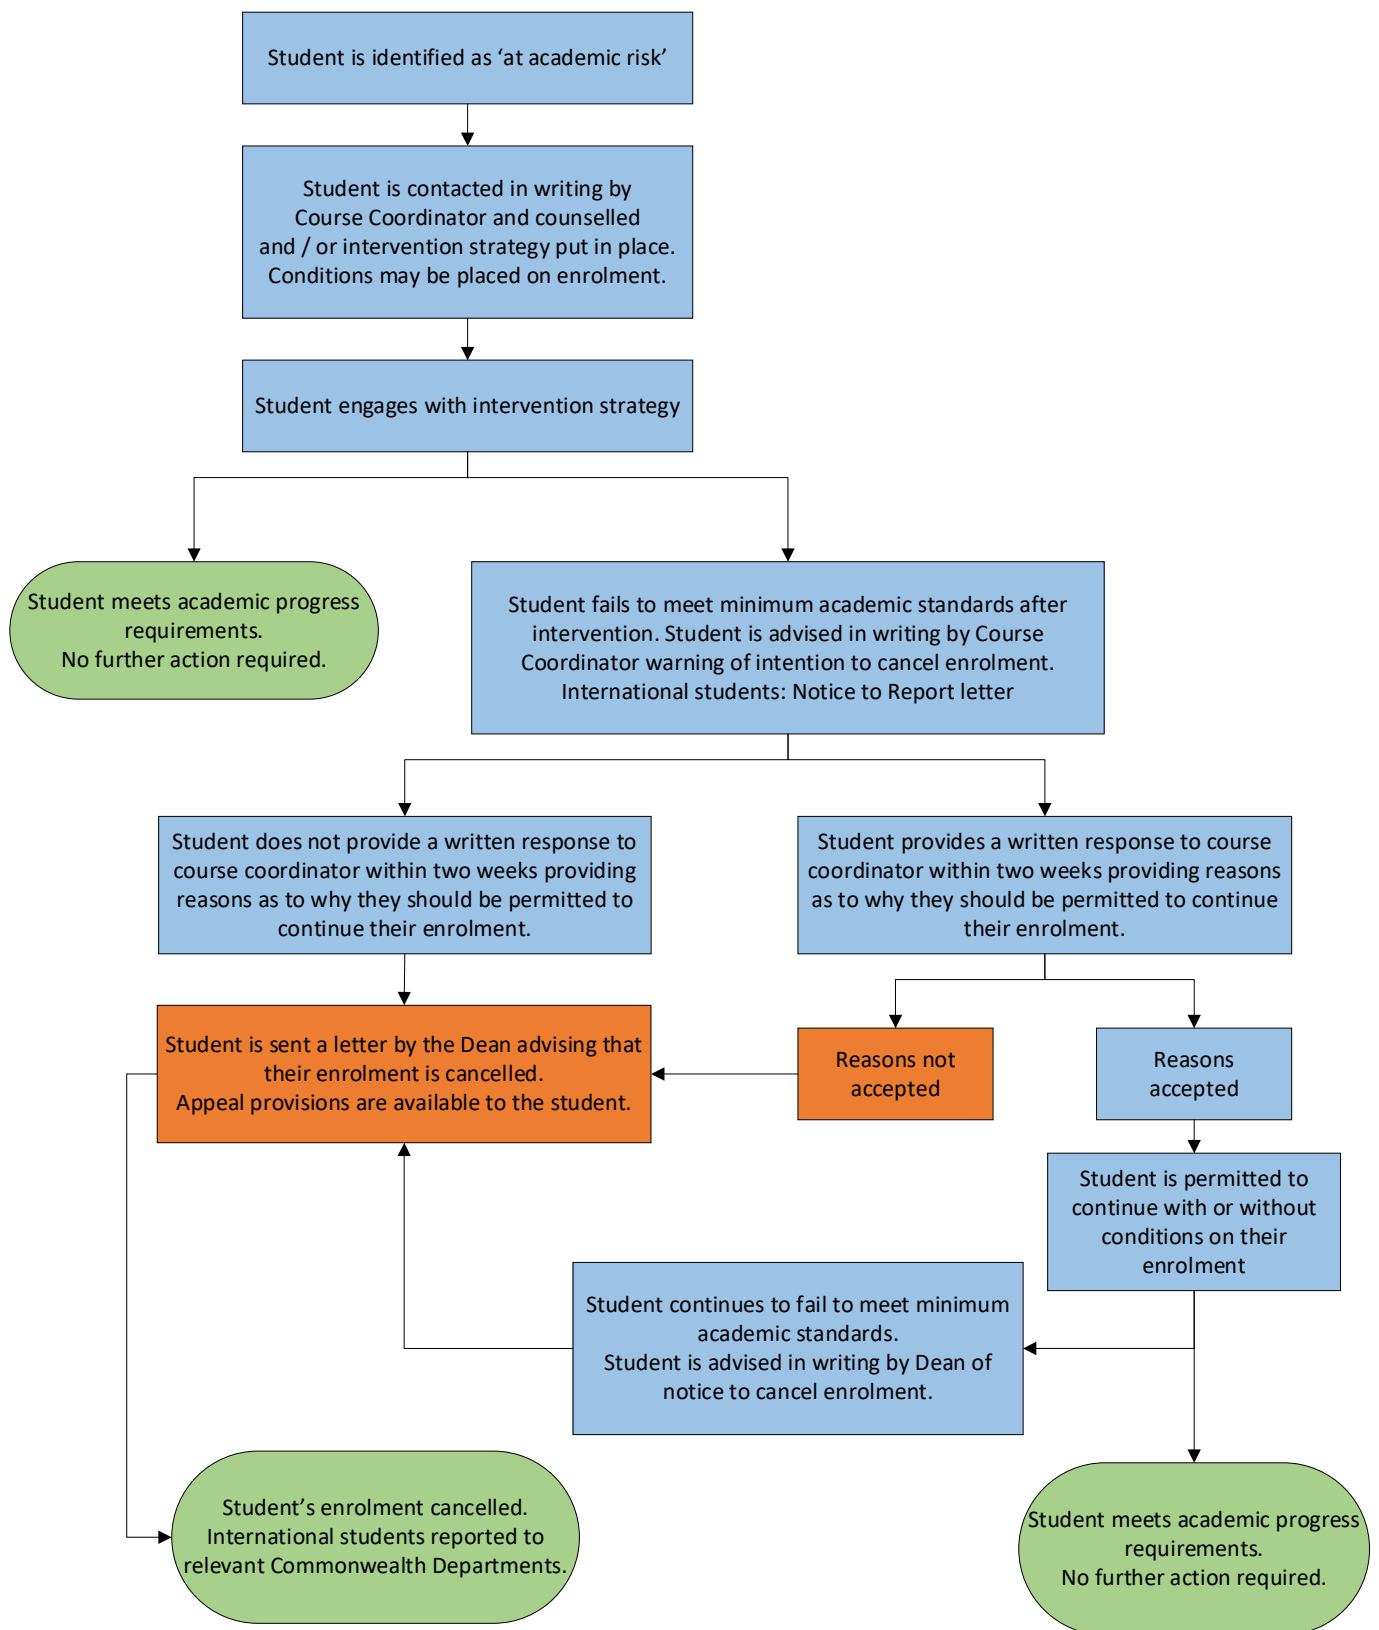 Student is identified as ‘at academic risk’
Student is contacted in writing by
Course Coordinator and counselled
and / or intervention strategy put in place.
Conditions may be placed on enrolment.
Student engages with intervention strategy
Student meets academic progress
requirements.
No further action required.
Student fails to meet minimum academic standards after
intervention. Student is advised in writing by Course
Coordinator warning of intention to cancel enrolment.
International students: Notice to Report letter
Student does not provide a written response to
course coordinator within two weeks providing
reasons as to why they should be permitted to
continue their enrolment.
Student provides a written response to course
coordinator within two weeks providing reasons
as to why they should be permitted to continue
their enrolment.
Student is sent a letter by the Dean advising that
their enrolment is cancelled.
Appeal provisions are available to the student.
Reasons not
accepted
Reasons
accepted
Student is permitted to
continue with or without
conditions on their
enrolment
Student continues to fail to meet minimum
academic standards.
Student is advised in writing by Dean of
notice to cancel enrolment.
Student’s enrolment cancelled.
International students reported to
relevant Commonwealth Departments.
Student meets academic progress
requirements.
No further action required.